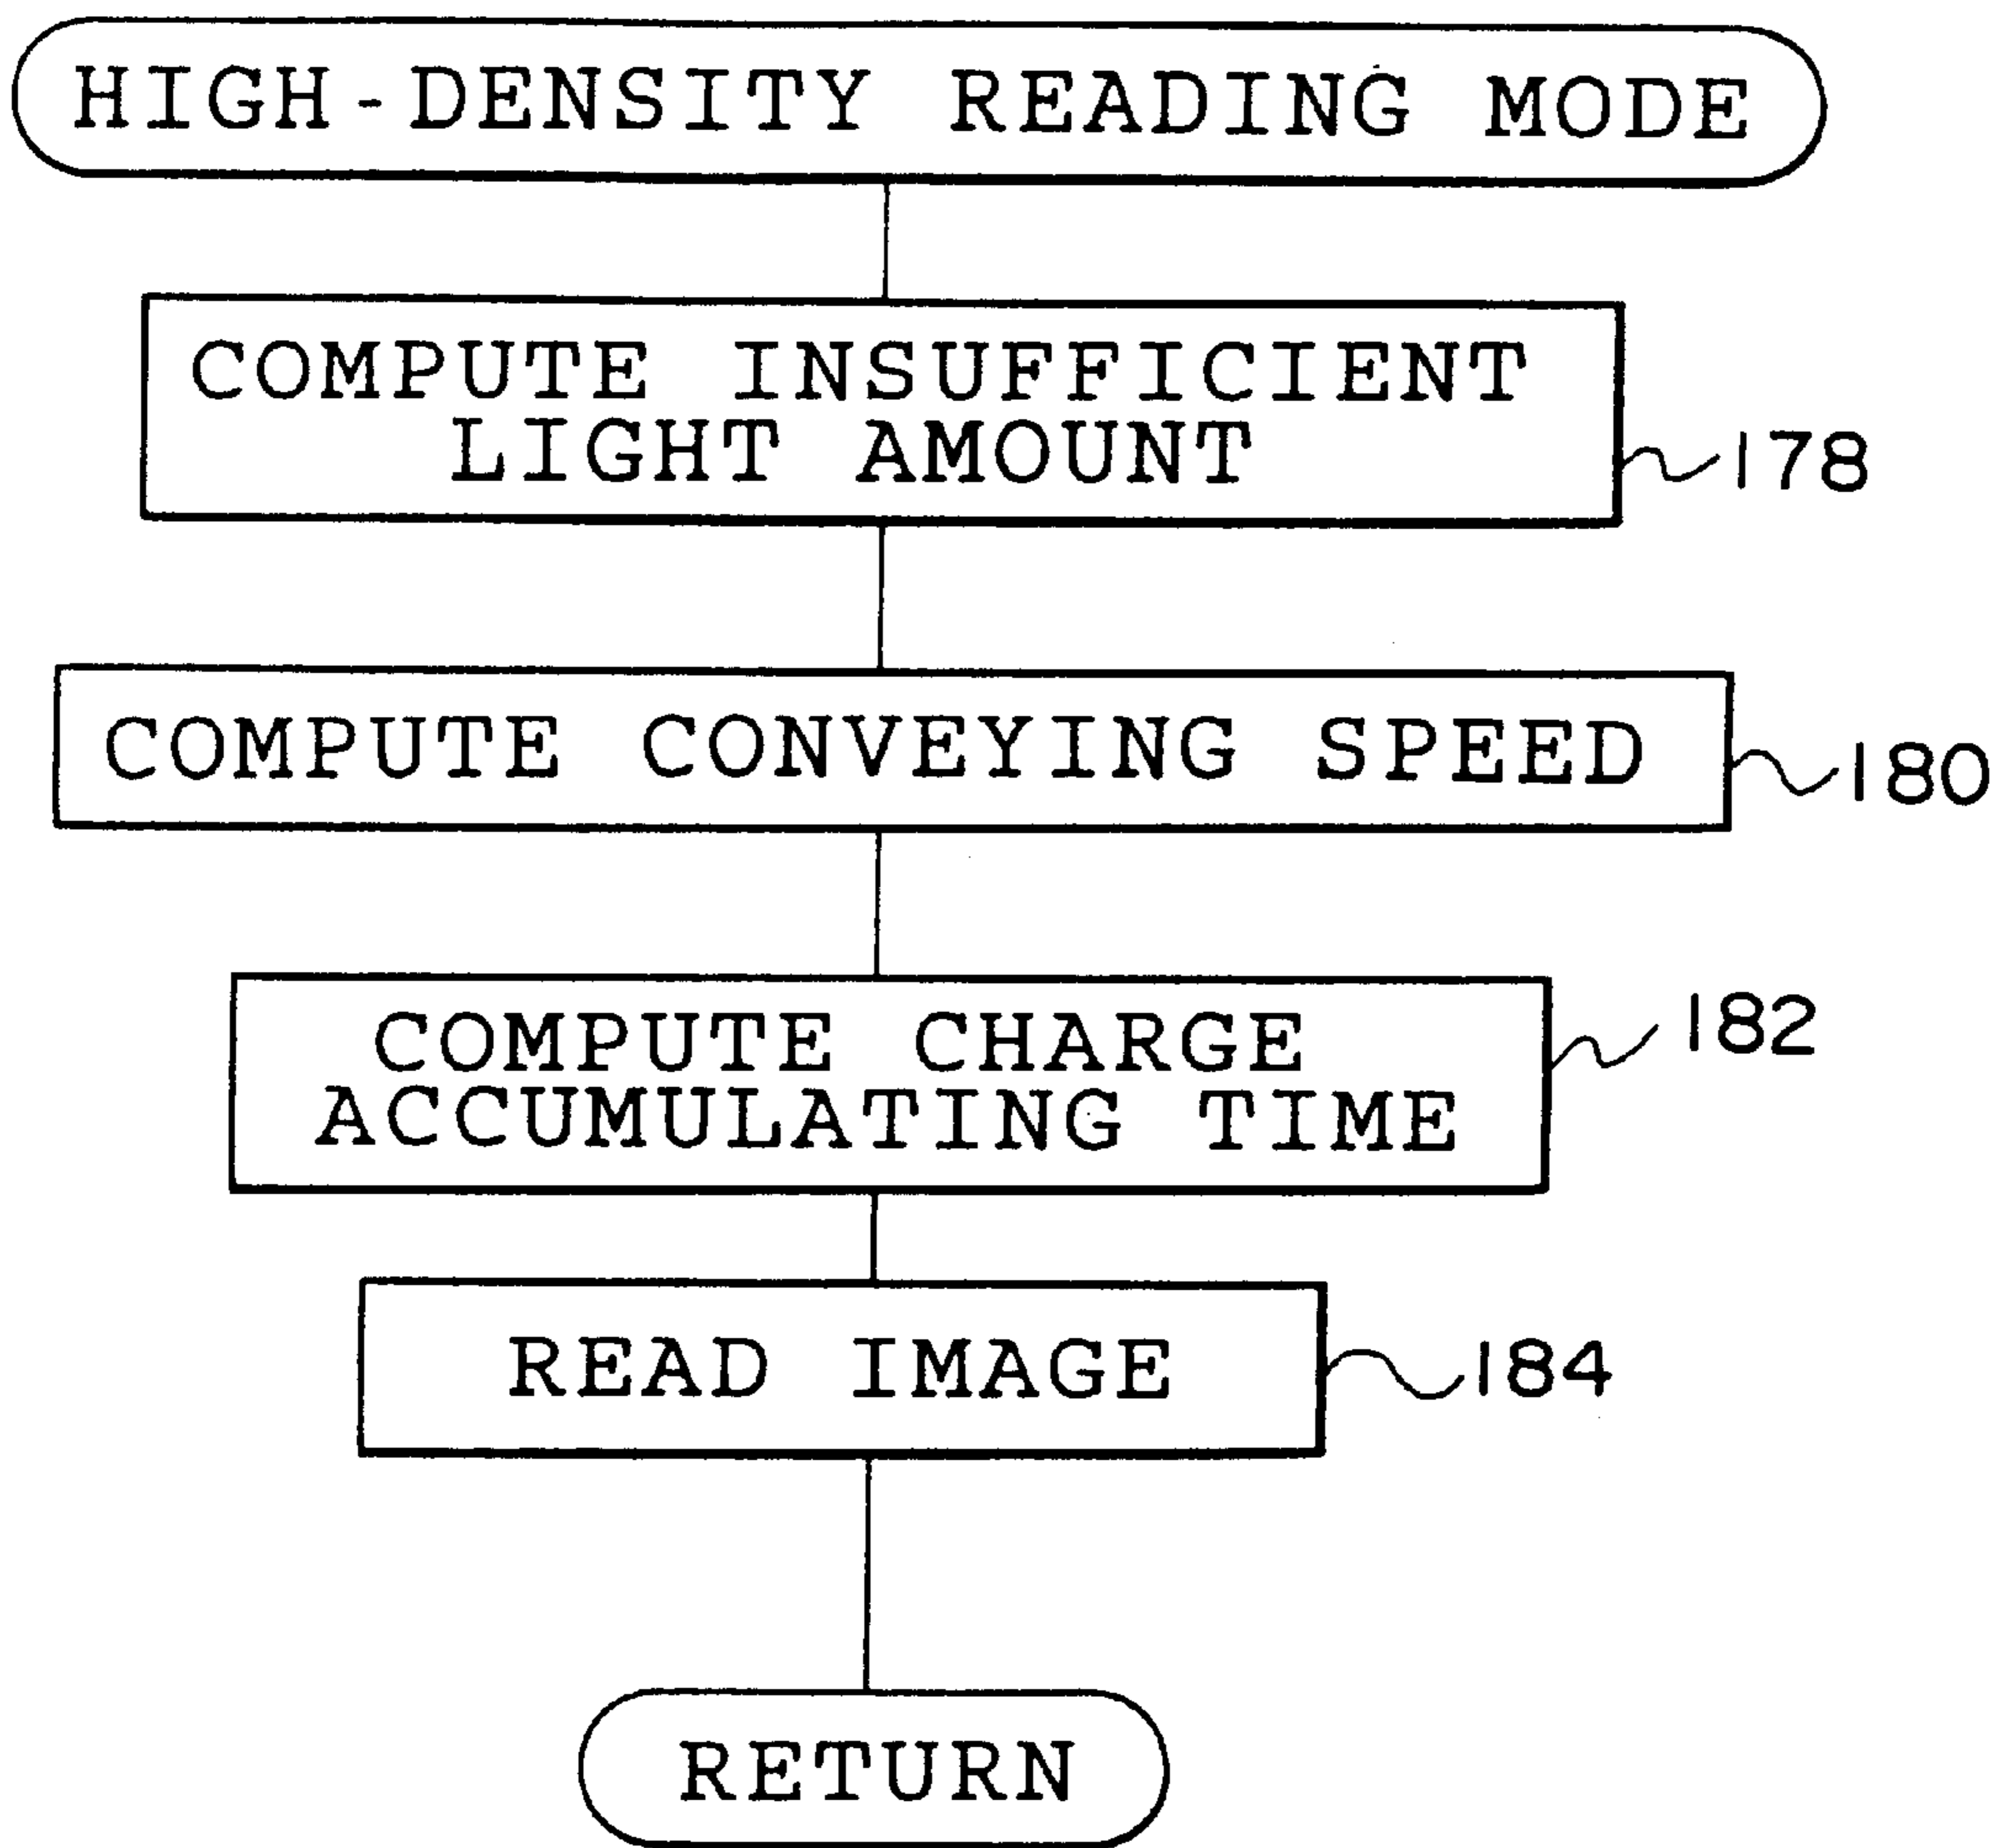 HIGH-DENSITY READING MODE
COMPUTE INSUFFICIENT
LIGHT AMOUNT
178
COMPUTE CONVEYING SPEED
180
COMPUTE CHARGE
ACCUMULATING TIME
182
READ IMAGE
184
RETURN